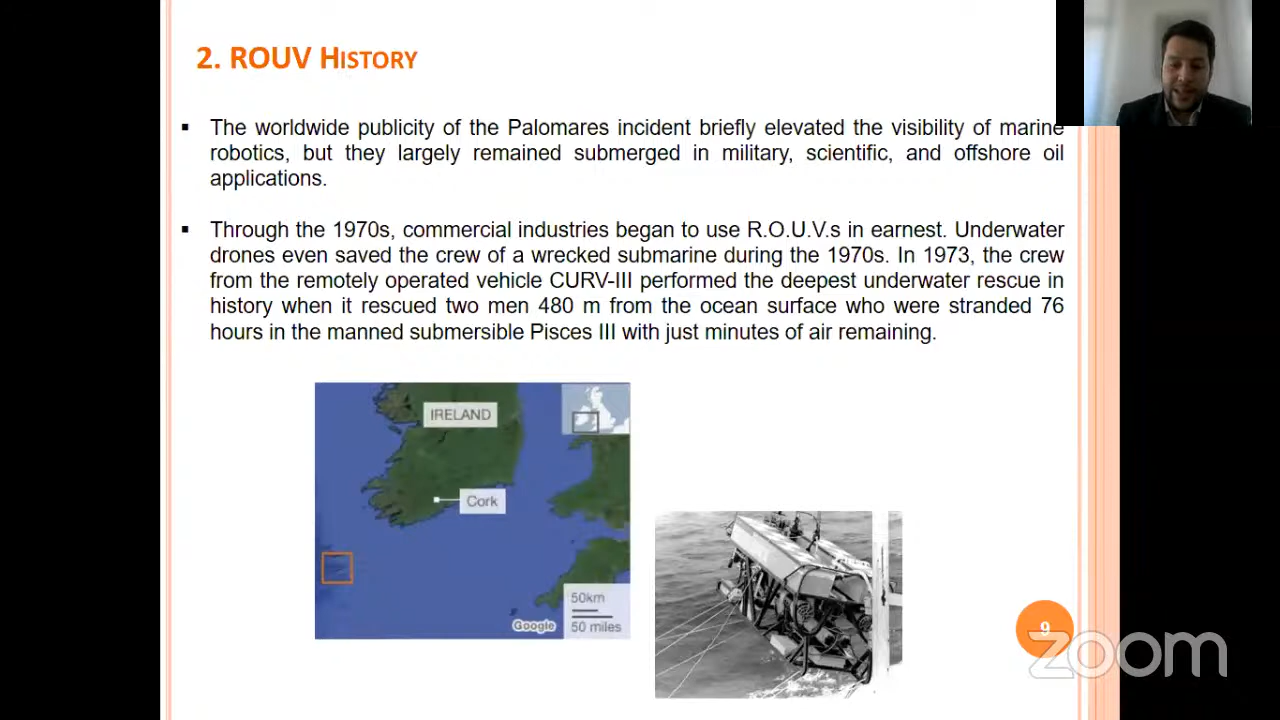 2. ROUV HISTORY
▪ The worldwide publicity of the Palomares incident briefly elevated the visibility of marine
robotics, but they largely remained submerged in military, scientific, and offshore oil
applications.
▪ Through the 1970s, commercial industries began to use R.O.U.V.s in earnest. Underwater
drones even saved the crew of a wrecked submarine during the 1970s. In 1973, the crew
from the remotely operated vehicle CURV-III performed the deepest underwater rescue in
history when it rescued two men 480 m from the ocean surface who were stranded 76
hours in the manned submersible Pisces III with just minutes of air remaining.
IRELAND
Cork
50km
50 miles
Google
9
zoom